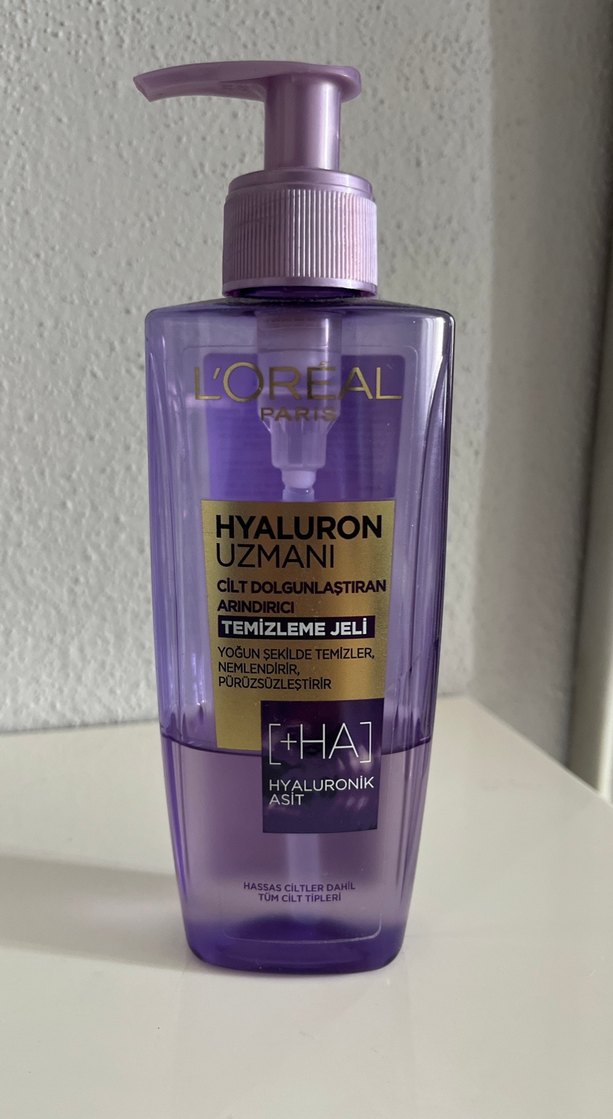 L'ORÉAL
PARIS
HYALURON
UZMANI
CİLT DOLGUNLAŞTIRAN
ARINDIRICI
TEMİZLEME JELİ
YOĞUN ŞEKİLDE TEMİZLER,
NEMLENDİRİR,
PÜRÜZSÜZLEŞTİRİR
[+HA]
HYALURONİK
ASİT
HASSAS CİLTLER DAHİL
TÜM CİLT TİPLERİ